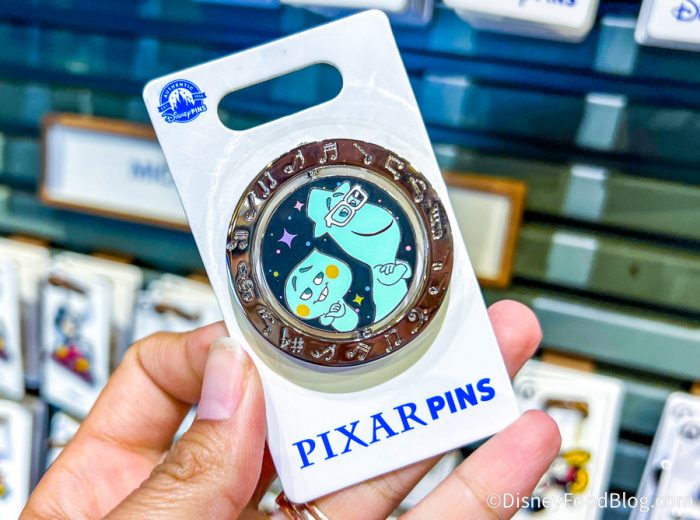 AUTHENTIC
Disney PINS
PIXAR PINS
©DisneyFoodBlog.com